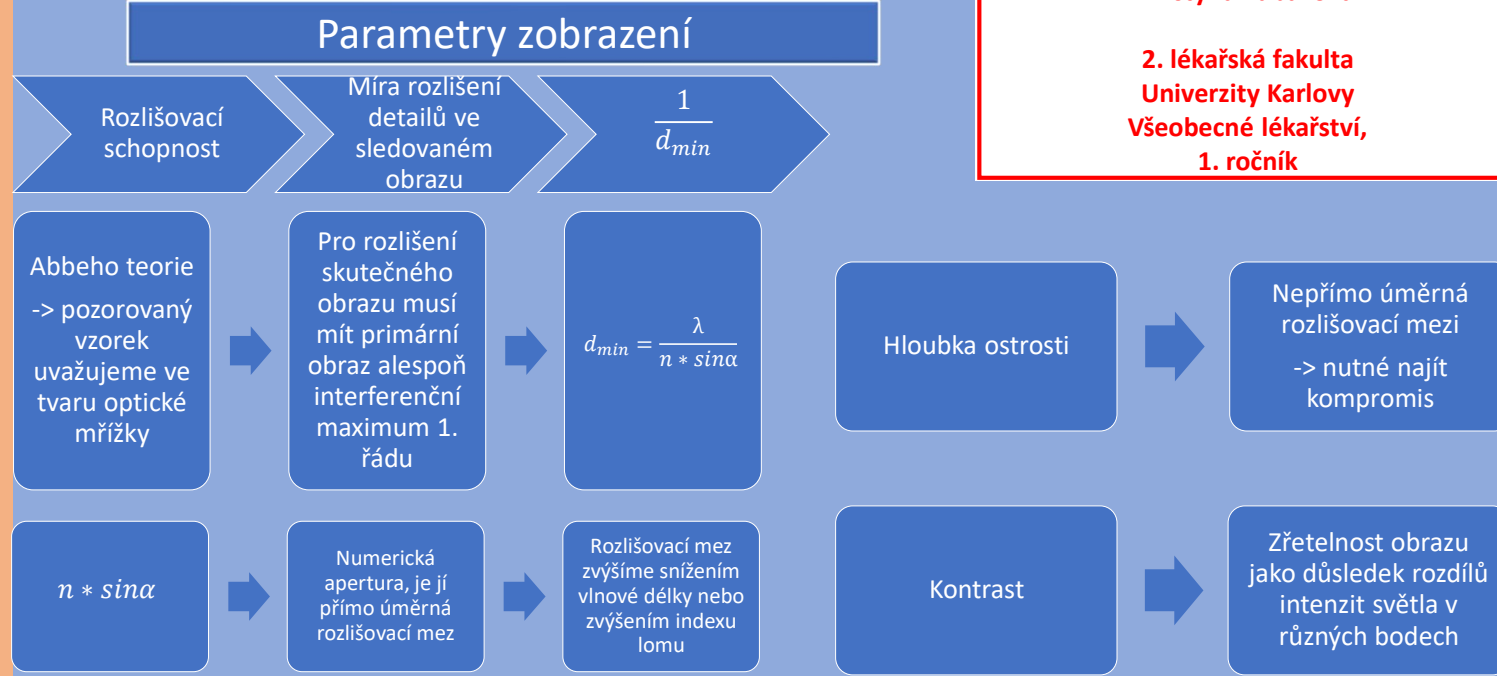 Parametry zobrazení
2. lékařská fakulta
Univerzity Karlovy
Všeobecné lékařství,
1. ročník
Rozlišovací
schopnost
Míra rozlišení
detailů ve
sledovaném
obrazu
1
d_min
Abbeho teorie
-> pozorovaný
vzorek
uvažujeme ve
tvaru optické
mřížky
Pro rozlišení
skutečného
obrazu musí
mít primární
obraz alespoň
interferenční
maximum 1.
řádu
d_min = λ / n * sinα
Hloubka ostrosti
Nepřímo úměrná
rozlišovací mezi
-> nutné najít
kompromis
n * sinα
Numerická
apertura, je jí
přímo úměrná
rozlišovací mez
Rozlišovací mez
zvýšíme snížením
vlnové délky nebo
zvýšením indexu
lomu
Kontrast
Zřetelnost obrazu
jako důsledek rozdílů
intenzit světla v
různých bodech